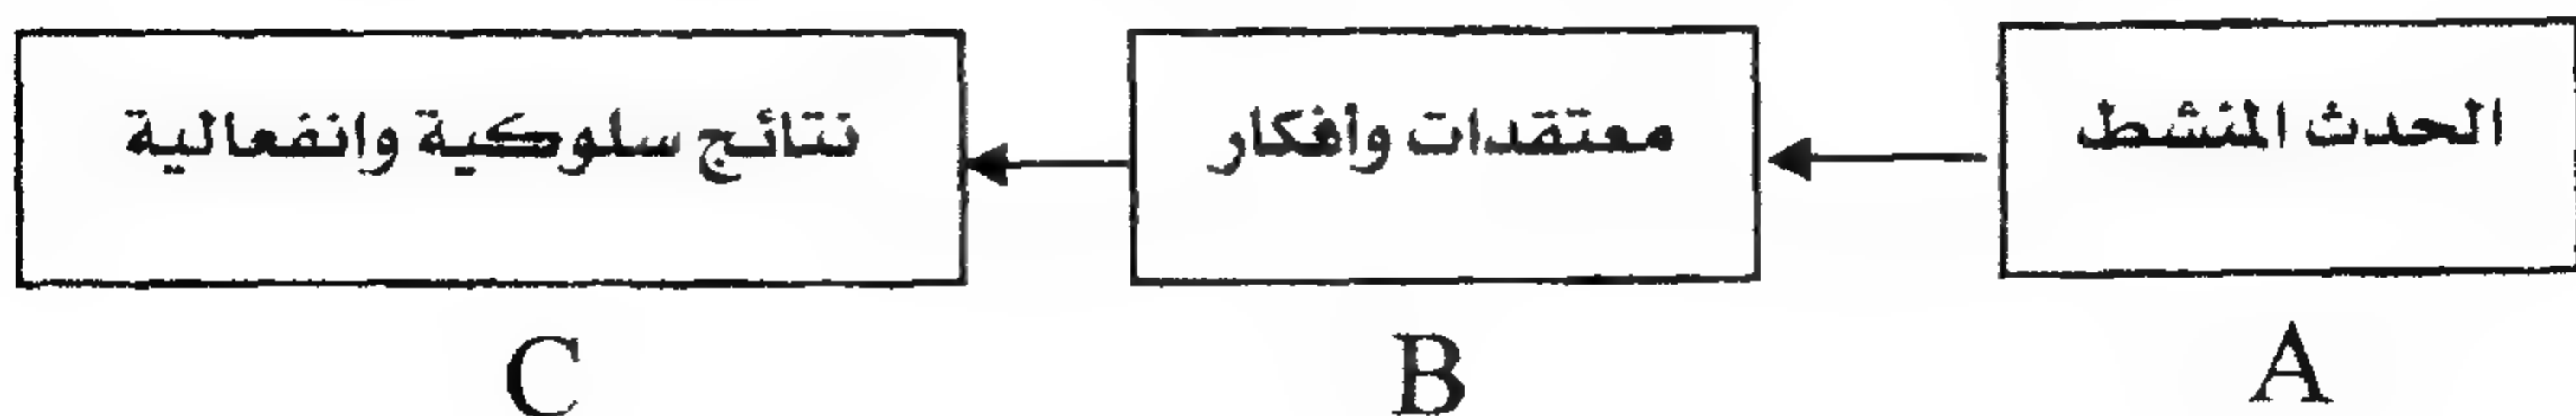 الحدث المنشط
معتقدات وأفكار
نتائج سلوكية وانفعالية
A
B
C